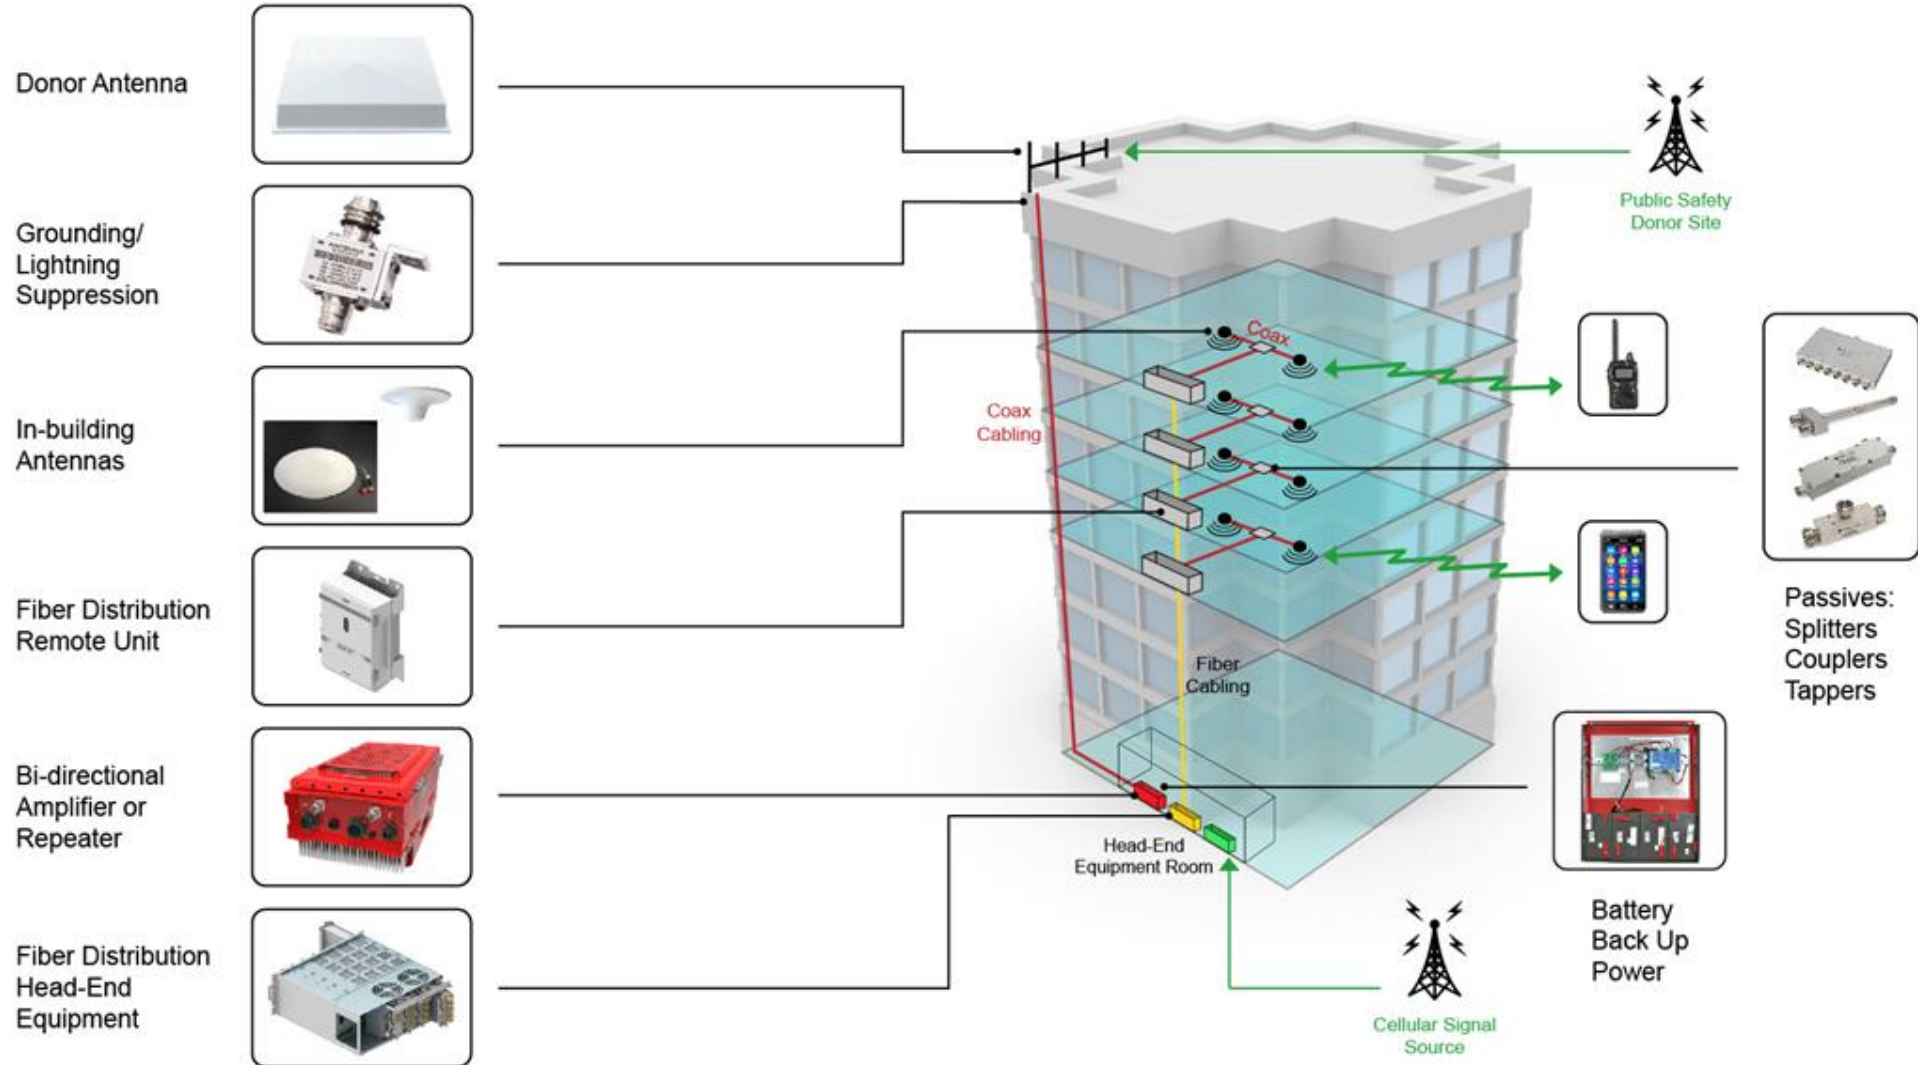 Donor Antenna
Grounding/
Lightning
Suppression
In-building
Antennas
Fiber Distribution
Remote Unit
Bi-directional
Amplifier or
Repeater
Fiber Distribution
Head-End
Equipment
Coax
Coax
Cabling
Fiber
Cabling
Head-End
Equipment Room
Public Safety
Donor Site
Passives:
Splitters
Couplers
Tappers
Battery
Back Up
Power
Cellular Signal
Source